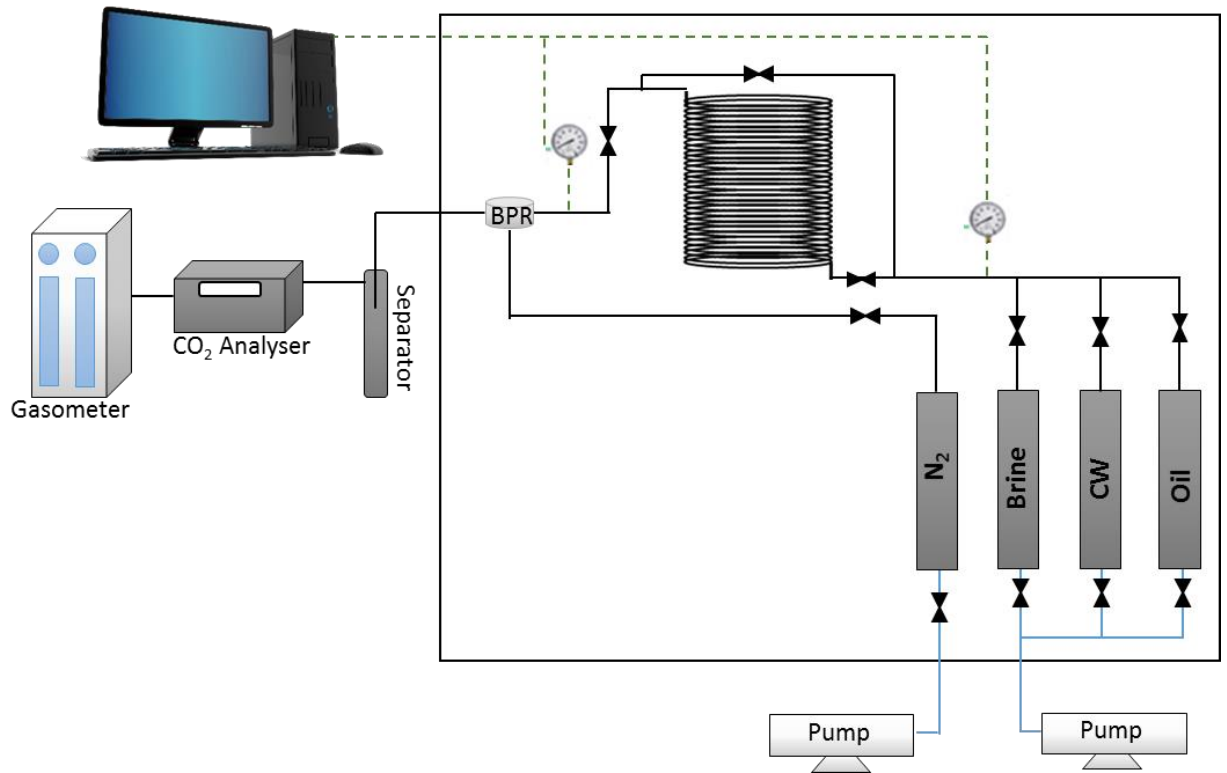 BPR
Separator
CO₂ Analyser
Gasometer
N₂
Brine
CW
Oil
Pump
Pump